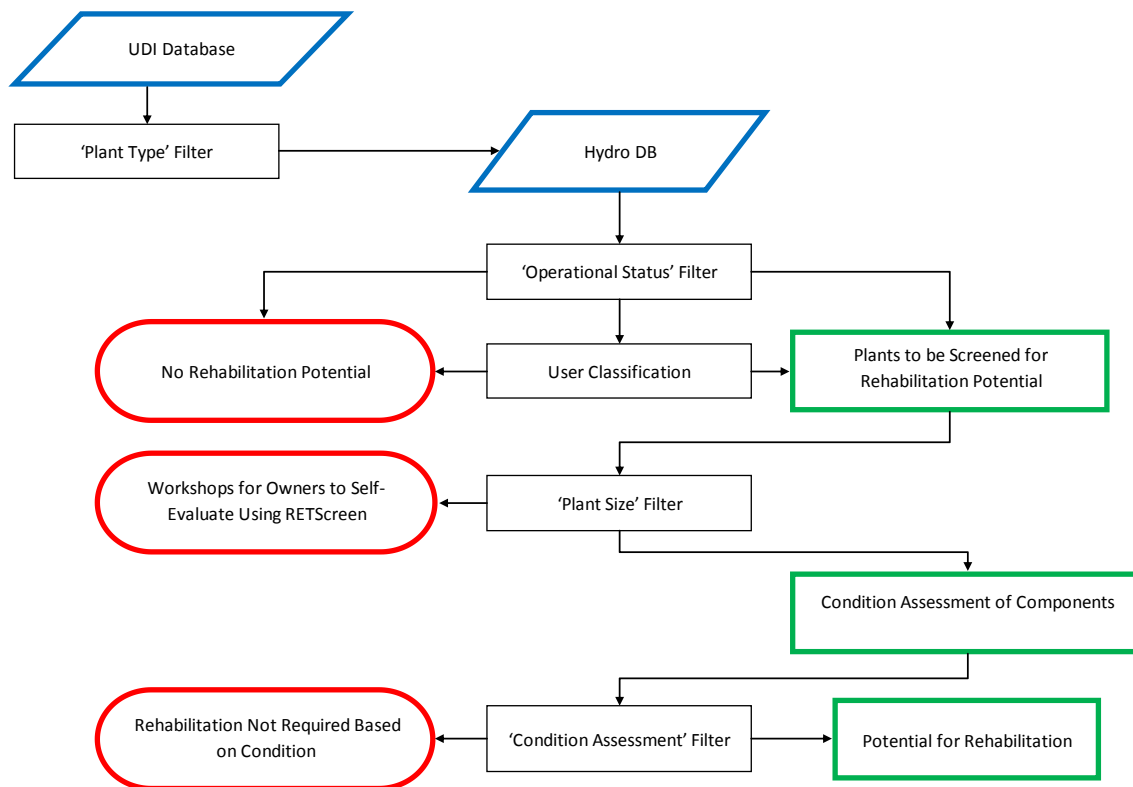 UDI Database
‘Plant Type’ Filter
Hydro DB
‘Operational Status’ Filter
No Rehabilitation Potential
User Classification
Plants to be Screened for
Rehabilitation Potential
Workshops for Owners to Self-
Evaluate Using RETScreen
‘Plant Size’ Filter
Condition Assessment of Components
Rehabilitation Not Required Based
on Condition
‘Condition Assessment’ Filter
Potential for Rehabilitation